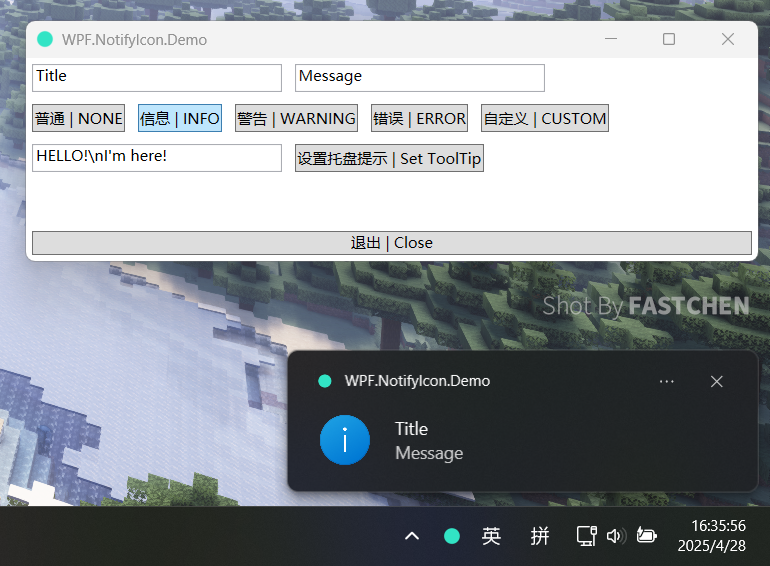 WPF.NotifyIcon.Demo
Title Message
普通 | NONE 信息 | INFO 警告 | WARNING 错误 | ERROR 自定义 | CUSTOM
HELLO!\nI'm here! 设置托盘提示 | Set ToolTip
退出 | Close
Shot By FASTCHEN
WPF.NotifyIcon.Demo
Title
Message
英 拼 16:35:56
2025/4/28